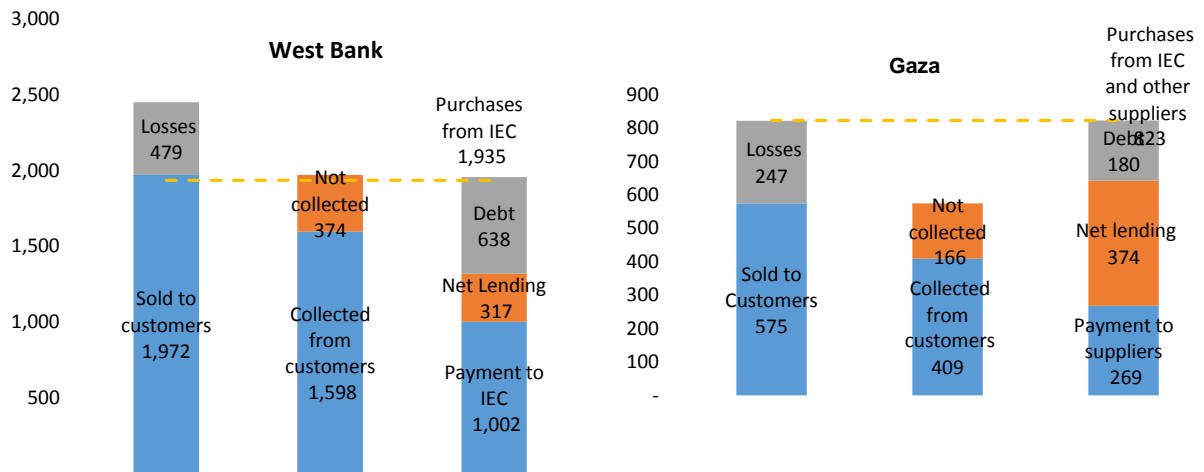 West Bank
3,000
2,500
2,000
1,500
1,000
500
Losses
479
Sold to
customers
1,972
Not
collected
374
Collected
from
customers
1,598
Purchases
from IEC
1,935
Debt
638
Net Lending
317
Payment to
IEC
1,002
Gaza
900
800
700
600
500
400
300
200
100
-
Losses
247
Sold to
Customers
575
Not
collected
166
Collected
from
customers
409
Purchases
from IEC
and other
suppliers
823
Debt
180
Net lending
374
Payment to
suppliers
269